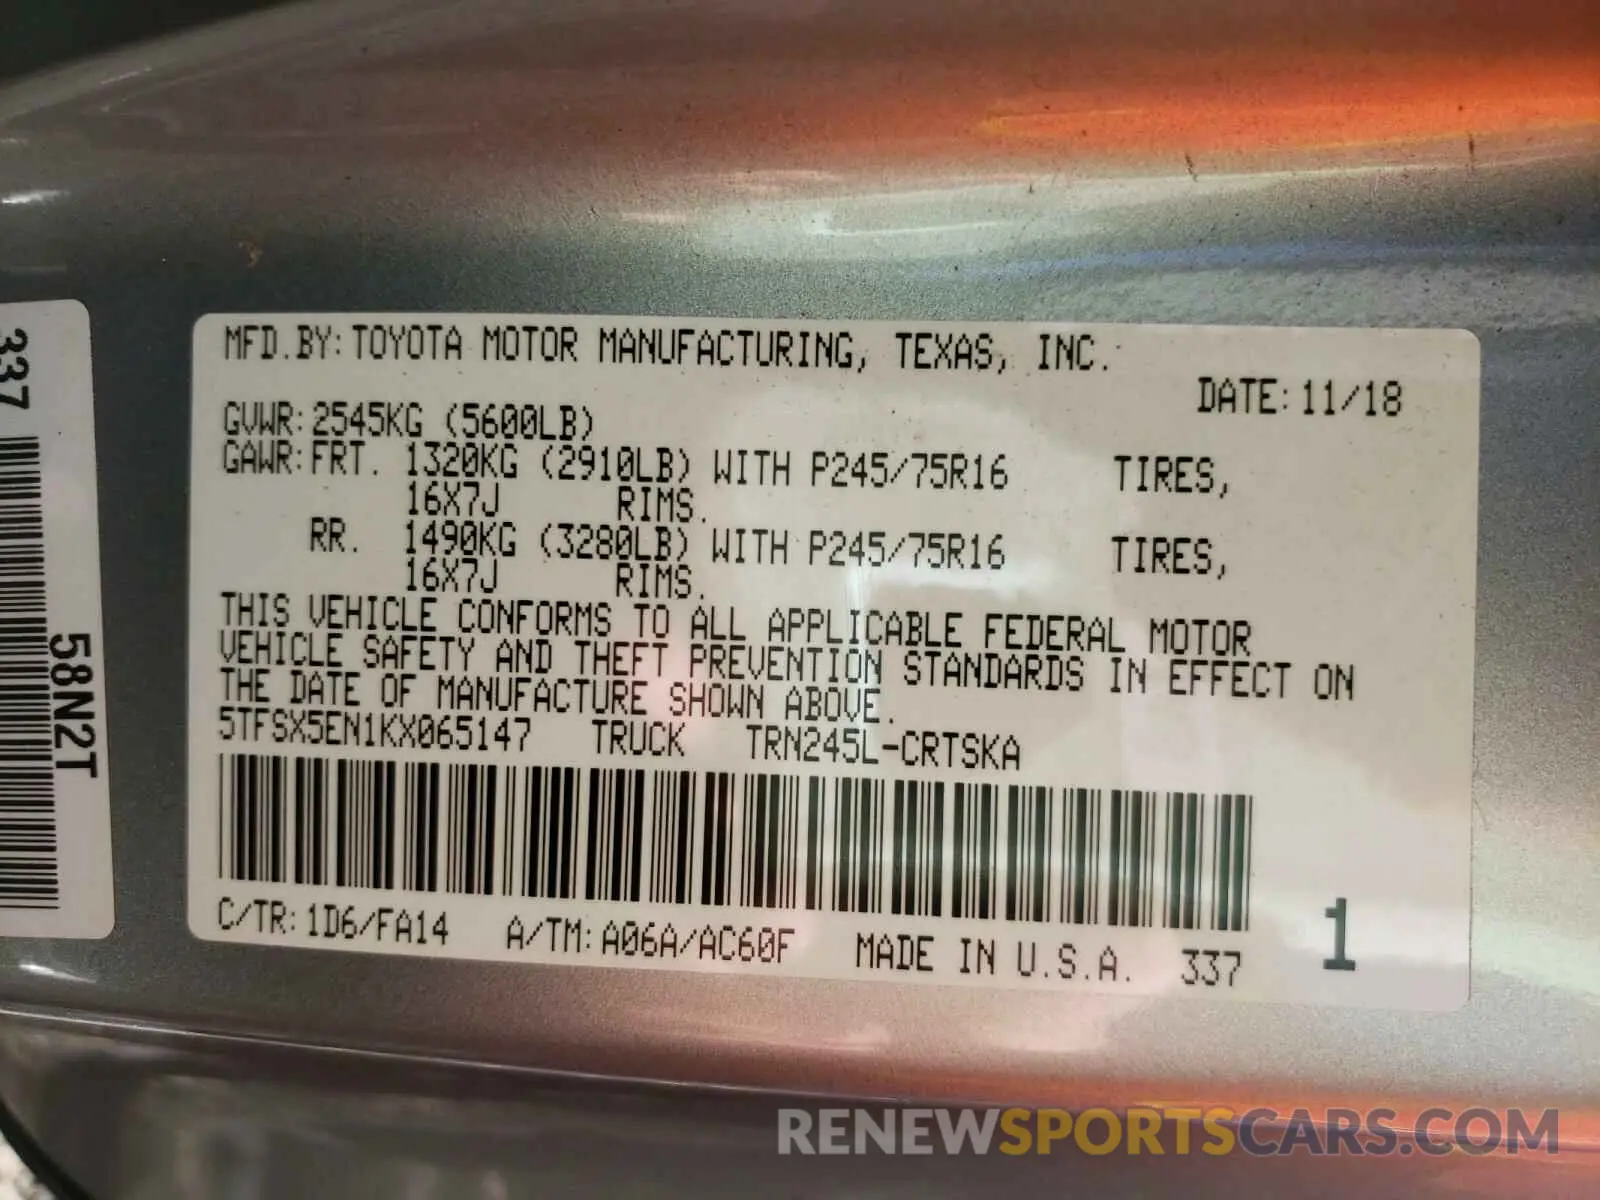 MFD.BY:TOYOTA MOTOR MANUFACTURING, TEXAS, INC.
DATE:11/18
GVWR:2545KG (5600LB)
GAWR:FRT. 1320KG (2910LB) WITH P245/75R16 TIRES,
16X7J RIMS.
RR. 1490KG (3280LB) WITH P245/75R16 TIRES,
16X7J RIMS.
THIS VEHICLE CONFORMS TO ALL APPLICABLE FEDERAL MOTOR
VEHICLE SAFETY AND THEFT PREVENTION STANDARDS IN EFFECT ON
THE DATE OF MANUFACTURE SHOWN ABOVE.
5TFSX5EN1KX065147 TRUCK TRN245L-CRTSKA
C/TR:1D6/FA14 A/TM:A06A/AC60F MADE IN U.S.A. 337
1
337
58N2T
RENEWSPORTSCARS.COM